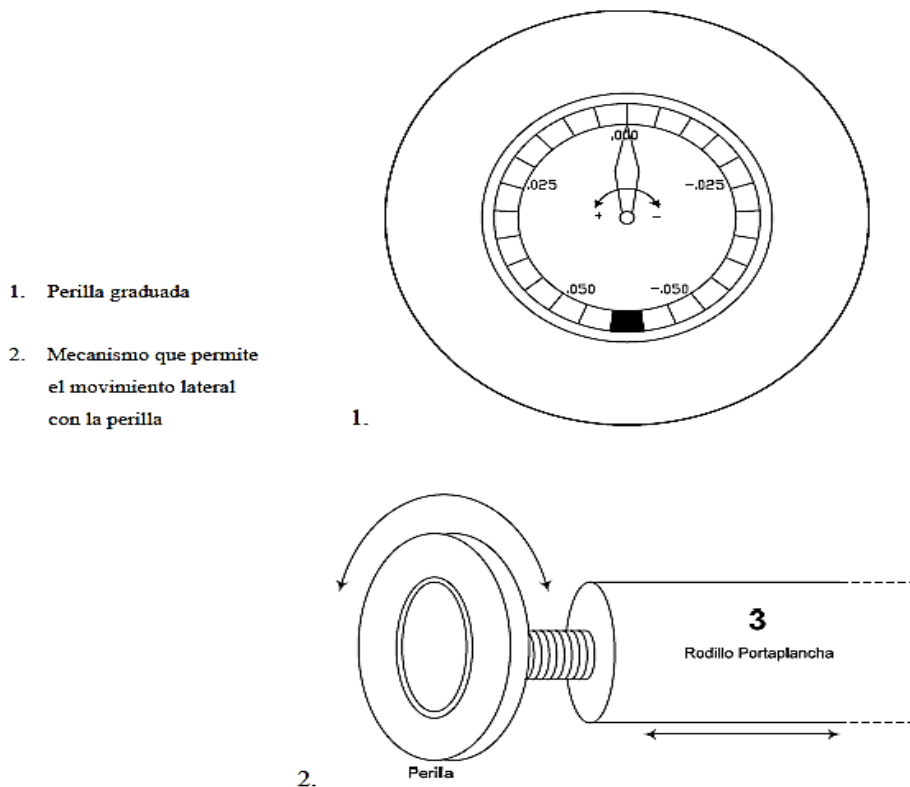 1. Perilla graduada
2. Mecanismo que permite
el movimiento lateral
con la perilla
1.
.000
.025
-.025
+
-
.050
-.050
3
Rodillo Portaplancha
Perilla
2.